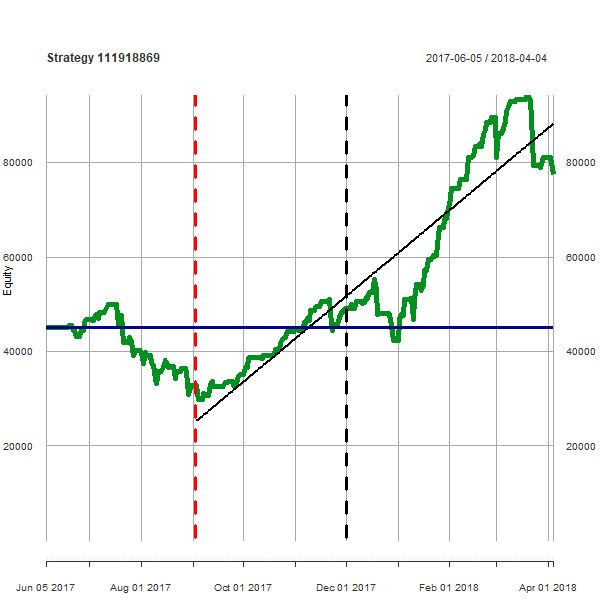 Strategy 111918869
2017-06-05 / 2018-04-04
80000
80000
60000
60000
Equity
40000
40000
20000
20000
Jun 05 2017
Aug 01 2017
Oct 01 2017
Dec 01 2017
Feb 01 2018
Apr 01 2018